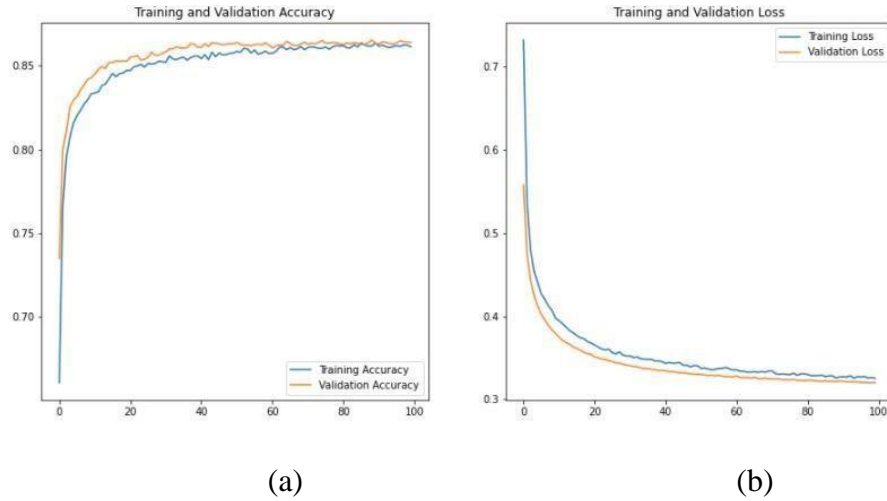 Training and Validation Accuracy
0.85
0.80
0.75
0.70
Training Accuracy
Validation Accuracy
0 20 40 60 80 100
(a)
Training and Validation Loss
Training Loss
Validation Loss
0.7
0.6
0.5
0.4
0.3
0 20 40 60 80 100
(b)